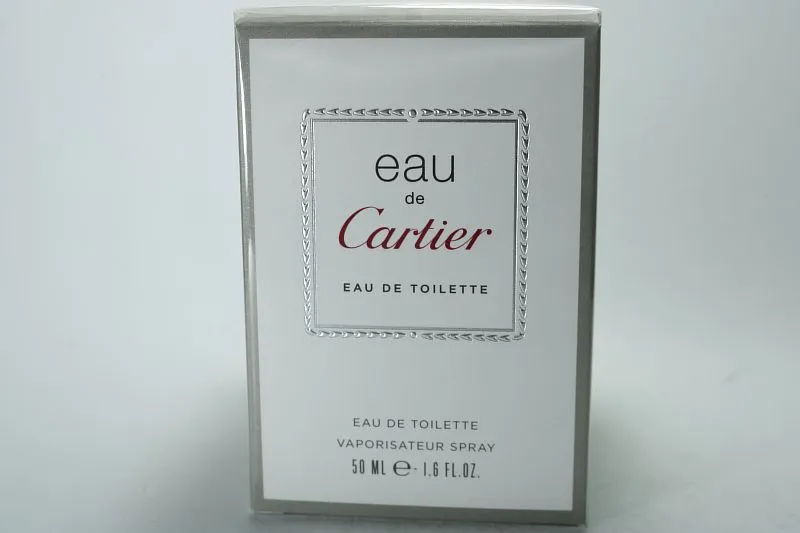 eau
de
Cartier
EAU DE TOILETTE
EAU DE TOILETTE
VAPORISATEUR SPRAY
50 ML ℮ - 1.6 FL.OZ.